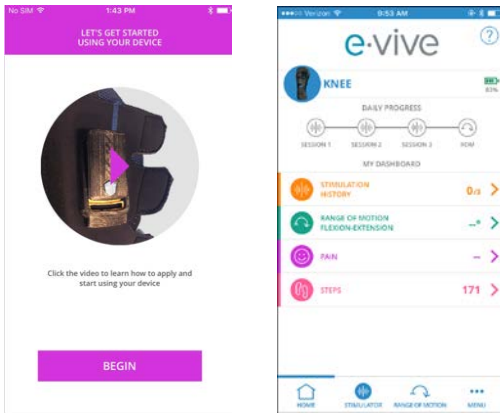 No SIM
1:43 PM
LET'S GET STARTED
USING YOUR DEVICE
Click the video to learn how to apply and
start using your device
BEGIN
Verizon
9:53 AM
e·vive
?
KNEE
83%
DAILY PROGRESS
SESSION 1 SESSION 2 SESSION 3 ROM
MY DASHBOARD
STIMULATION
HISTORY
0/3
RANGE OF MOTION
FLEXION-EXTENSION
--°
PAIN
--
STEPS
171
HOME STIMULATOR RANGE OF MOTION MENU